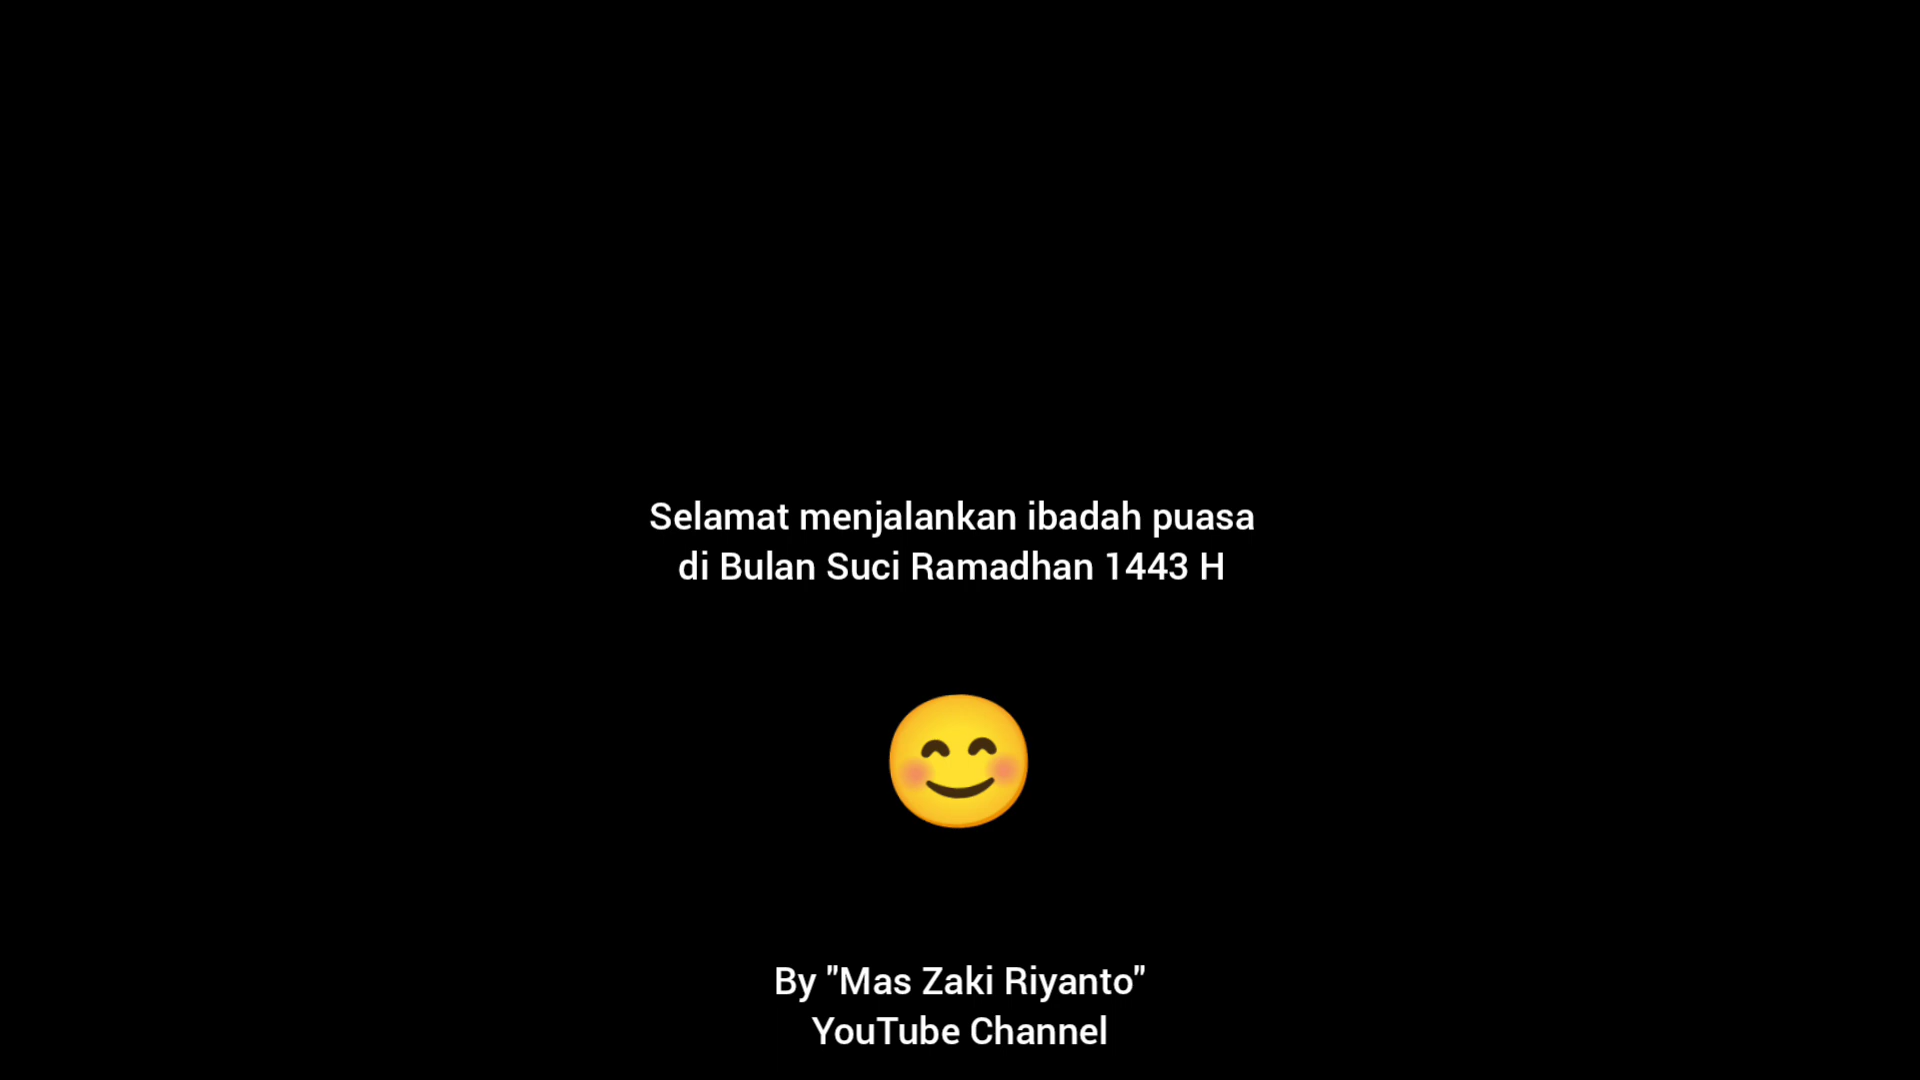 Selamat menjalankan ibadah puasa
di Bulan Suci Ramadhan 1443 H
By "Mas Zaki Riyanto"
YouTube Channel